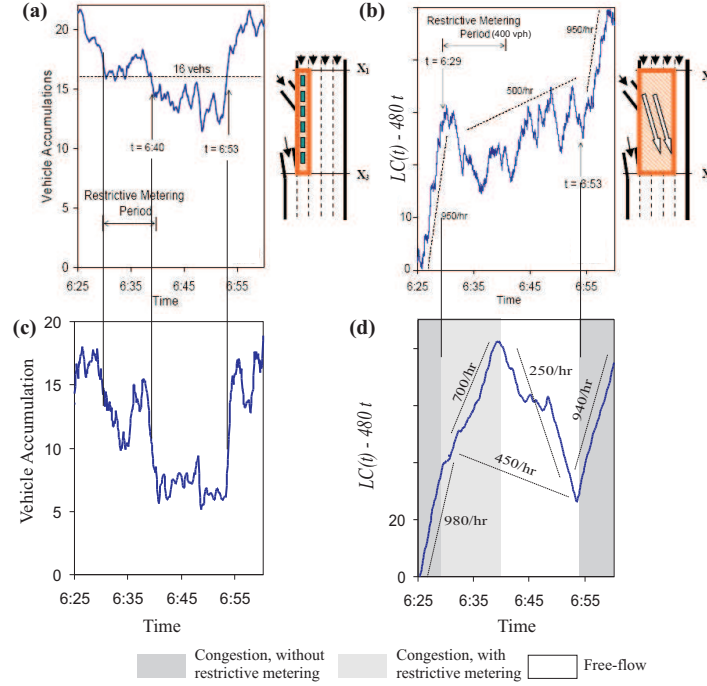 (a)
Vehicle Accumulations
20
15
10
5
0
16 vehs
t = 6:40
t = 6:53
Restrictive Metering
Period
6:25
6:35
6:45
6:55
Time
X₁
(b)
LC(t) - 480 t
20
0
Restrictive Metering
Period (400 vph)
t = 6:29
950/hr
500/hr
950/hr
t = 6:53
6:25
6:35
6:45
6:55
Time
X₁
(c)
Vehicle Accumulation
20
15
10
5
0
6:25
6:35
6:45
6:55
Time
(d)
LC(t) - 480 t
20
0
700/hr
250/hr
940/hr
450/hr
980/hr
6:25
6:35
6:45
6:55
Time
Congestion, without
restrictive metering
Congestion, with
restrictive metering
Free-flow